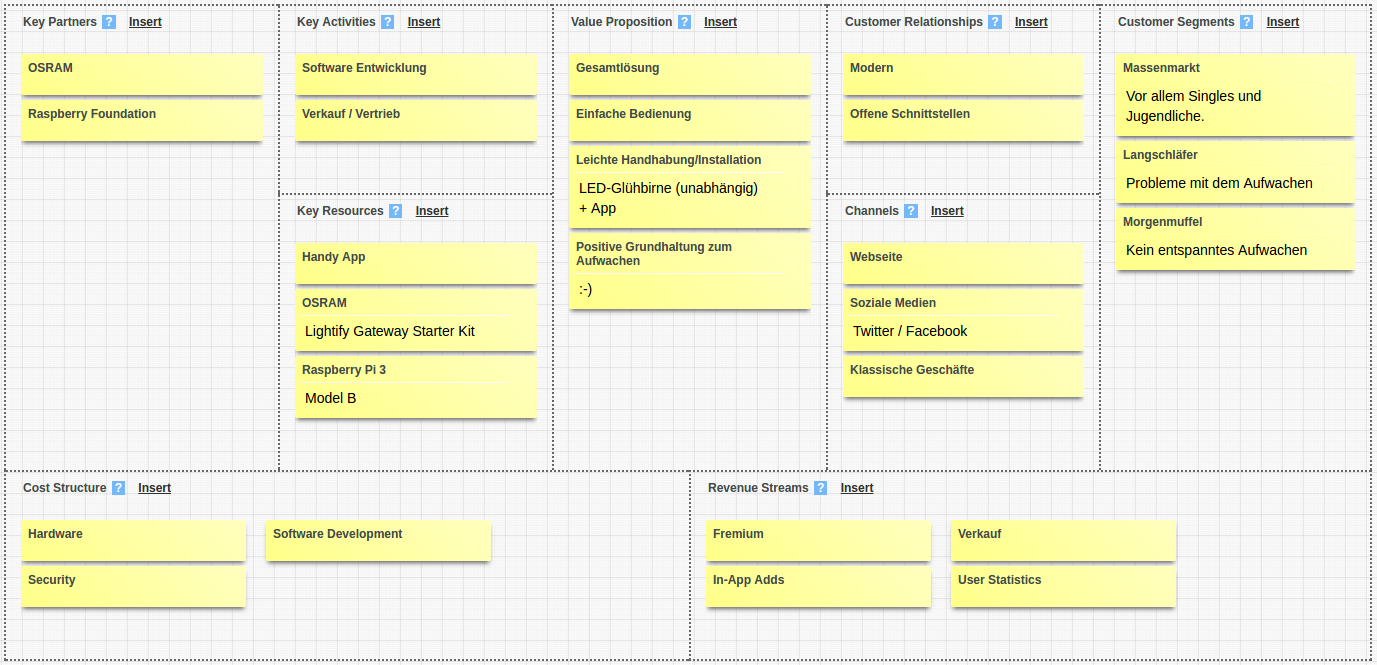 Key Partners ? Insert
OSRAM
Raspberry Foundation
Key Activities ? Insert
Software Entwicklung
Verkauf / Vertrieb
Key Resources ? Insert
Handy App
OSRAM
Lightify Gateway Starter Kit
Raspberry Pi 3
Model B
Value Proposition ? Insert
Gesamtlösung
Einfache Bedienung
Leichte Handhabung/Installation
LED-Glühbirne (unabhängig)
+ App
Positive Grundhaltung zum
Aufwachen
:-)
Customer Relationships ? Insert
Modern
Offene Schnittstellen
Channels ? Insert
Webseite
Soziale Medien
Twitter / Facebook
Klassische Geschäfte
Customer Segments ? Insert
Massenmarkt
Vor allem Singles und
Jugendliche.
Langschläfer
Probleme mit dem Aufwachen
Morgenmuffel
Kein entspanntes Aufwachen
Cost Structure ? Insert
Hardware
Software Development
Security
Revenue Streams ? Insert
Fremium
Verkauf
In-App Adds
User Statistics